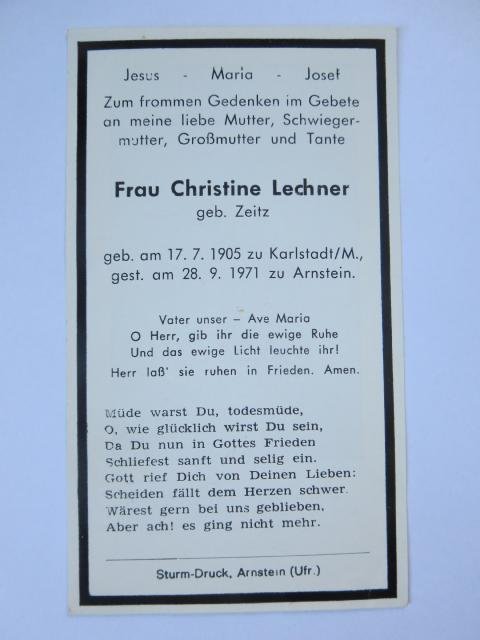 Jesus - Maria - Josef
Zum frommen Gedenken im Gebete
an meine liebe Mutter, Schwieger-
mutter, Großmutter und Tante
Frau Christine Lechner
geb. Zeitz
geb. am 17. 7. 1905 zu Karlstadt/M.,
gest. am 28. 9. 1971 zu Arnstein.
Vater unser – Ave Maria
O Herr, gib ihr die ewige Ruhe
Und das ewige Licht leuchte ihr!
Herr laß' sie ruhen in Frieden. Amen.
Müde warst Du, todesmüde,
O, wie glücklich wirst Du sein,
Da Du nun in Gottes Frieden
Schliefest sanft und selig ein.
Gott rief Dich von Deinen Lieben:
Scheiden fällt dem Herzen schwer.
Wärest gern bei uns geblieben,
Aber ach! es ging nicht mehr.
Sturm-Druck, Arnstein (Ufr.)